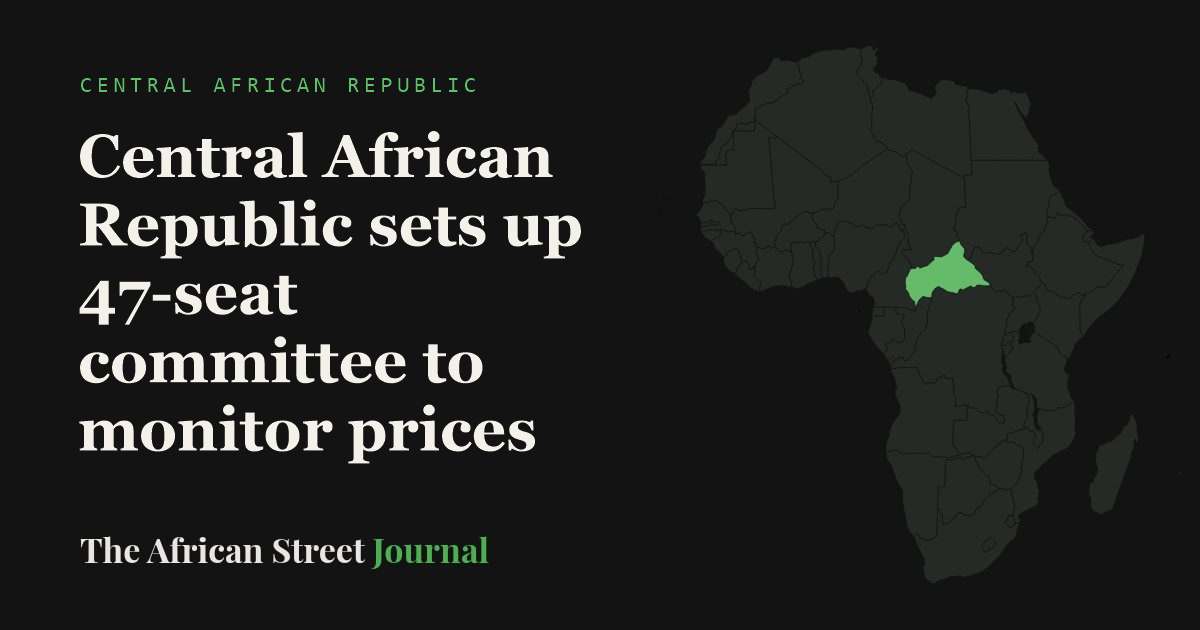 CENTRAL AFRICAN REPUBLIC
Central African
Republic sets up
47-seat
committee to
monitor prices
The African Street Journal